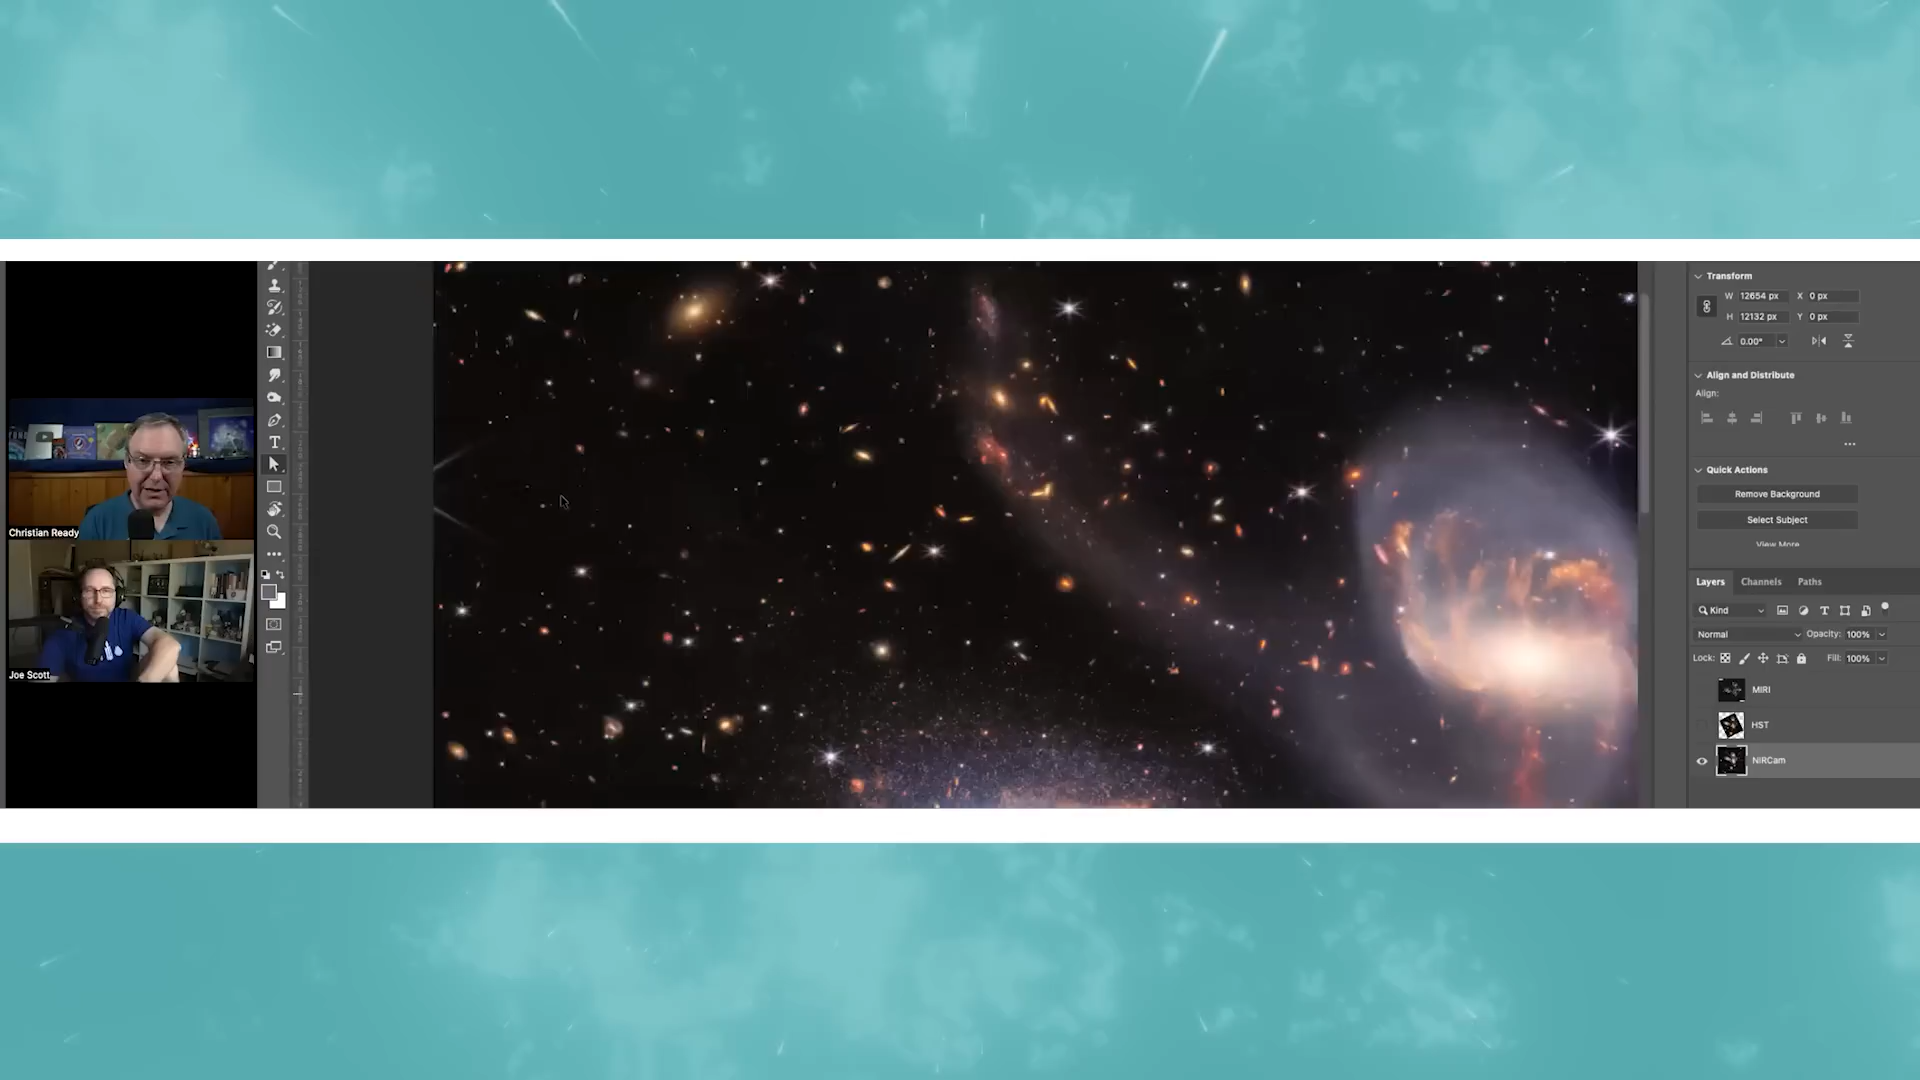 Christian Ready
Joe Scott
Transform
W 12654 px X 0 px
H 12132 px Y 0 px
0.00°
Align and Distribute
Align:
Quick Actions
Remove Background
Select Subject
View More
Layers Channels Paths
Kind
Normal Opacity: 100%
Lock: Fill: 100%
MIRI
HST
NIRCam